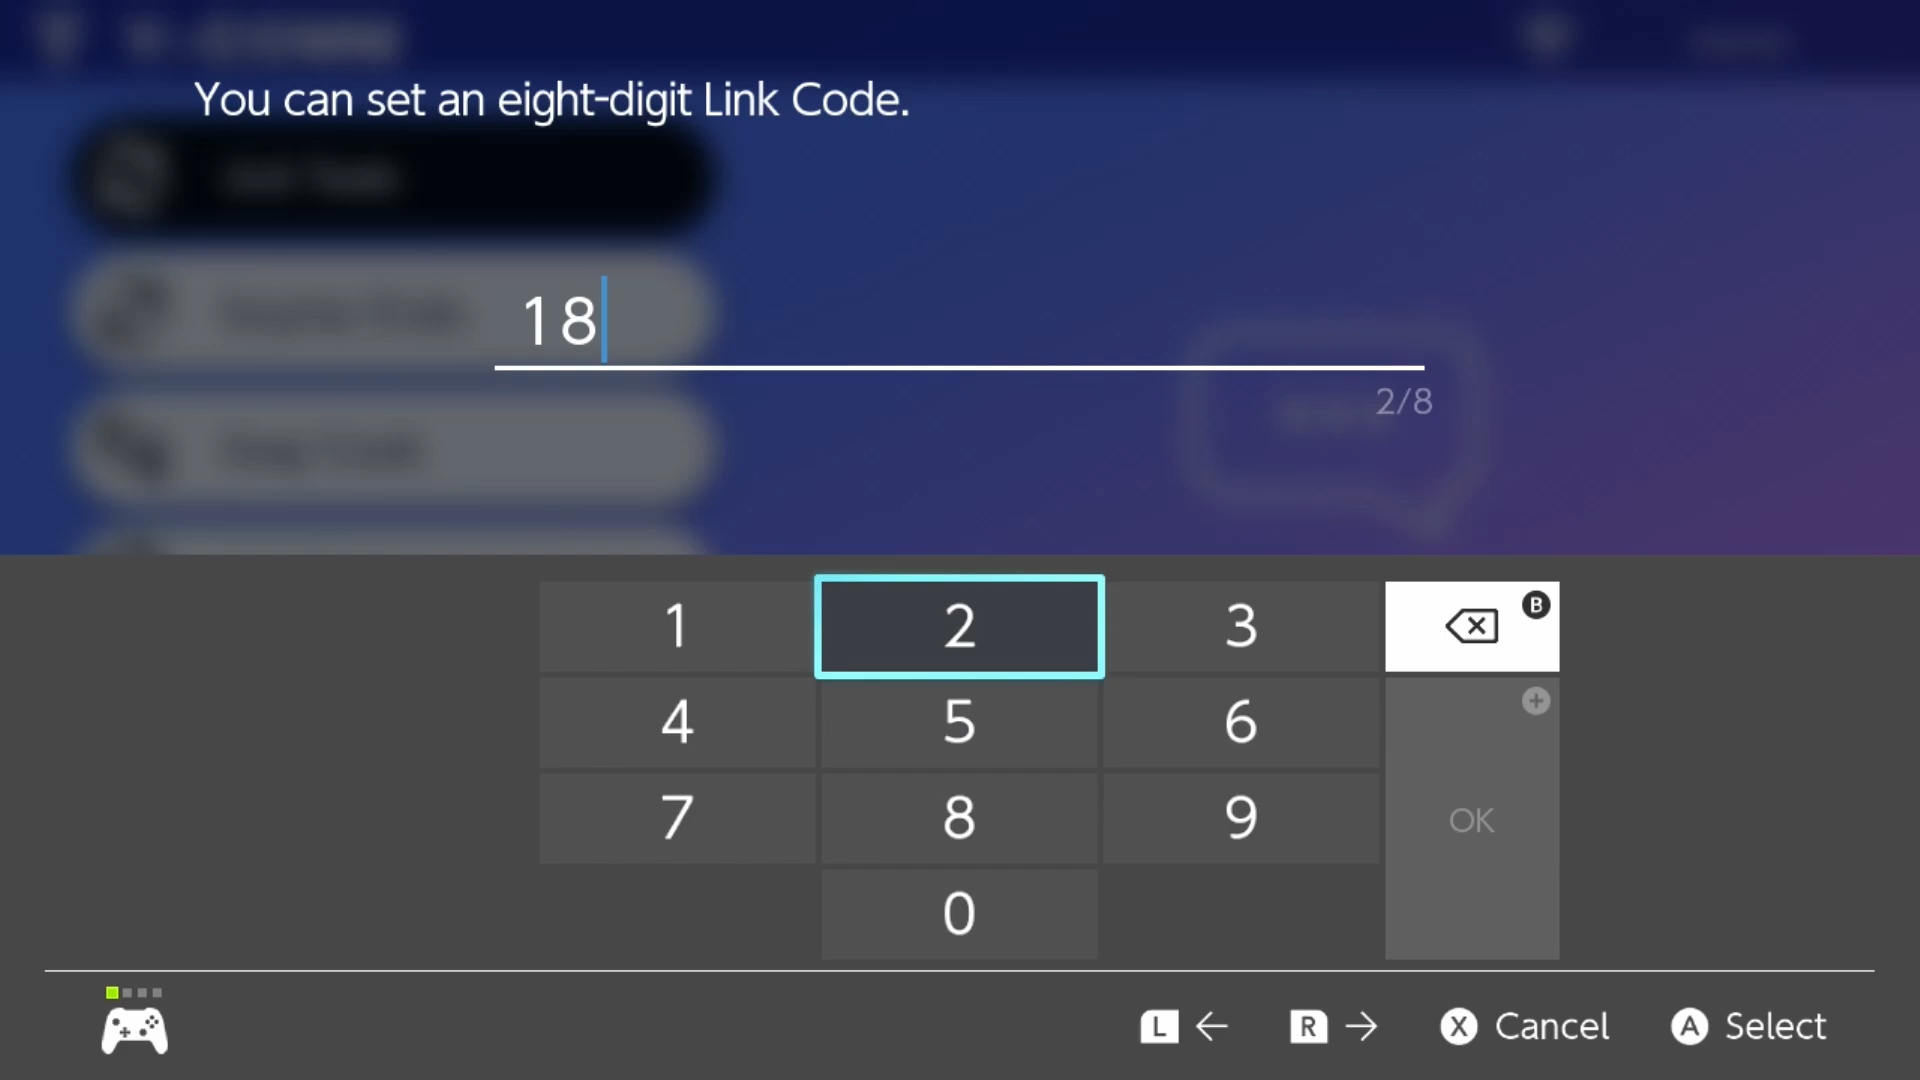 You can set an eight-digit Link Code.
18
2/8
1 2 3 B
4 5 6 +
7 8 9 OK
0
L ← R → X Cancel A Select